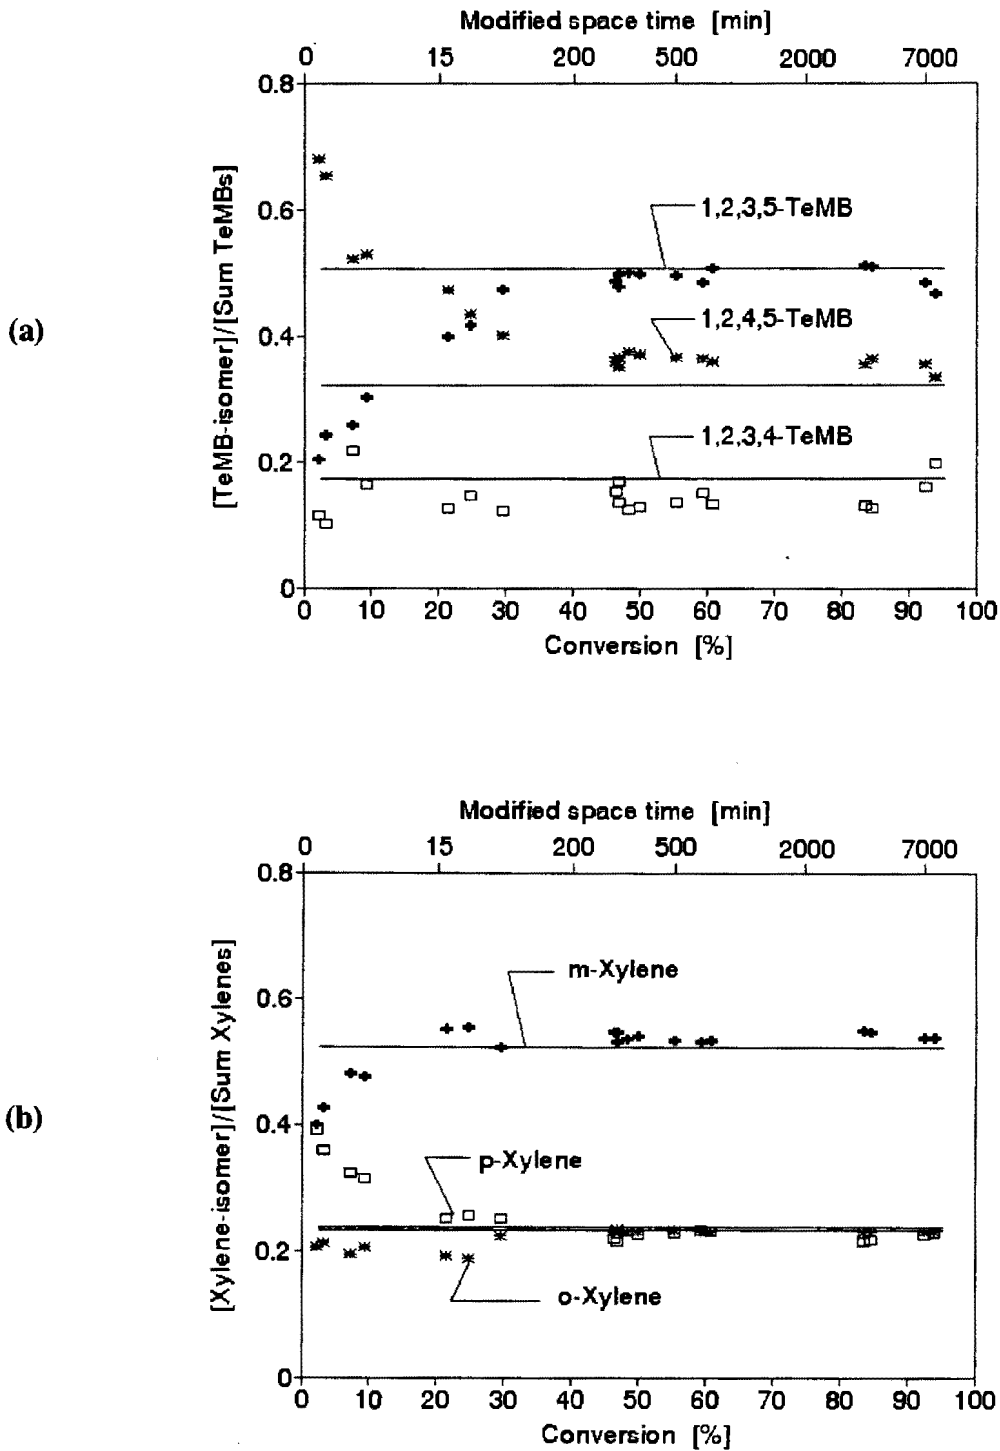 Modified space time [min]
0 15 200 500 2000 7000
0.8
0.6
0.4
0.2
0
[TeMB-isomer]/[Sum TeMBs]
(a)
1,2,3,5-TeMB
1,2,4,5-TeMB
1,2,3,4-TeMB
0 10 20 30 40 50 60 70 80 90 100
Conversion [%]
Modified space time [min]
0 15 200 500 2000 7000
0.8
0.6
0.4
0.2
0
[Xylene-isomer]/[Sum Xylenes]
(b)
m-Xylene
p-Xylene
o-Xylene
0 10 20 30 40 50 60 70 80 90 100
Conversion [%]